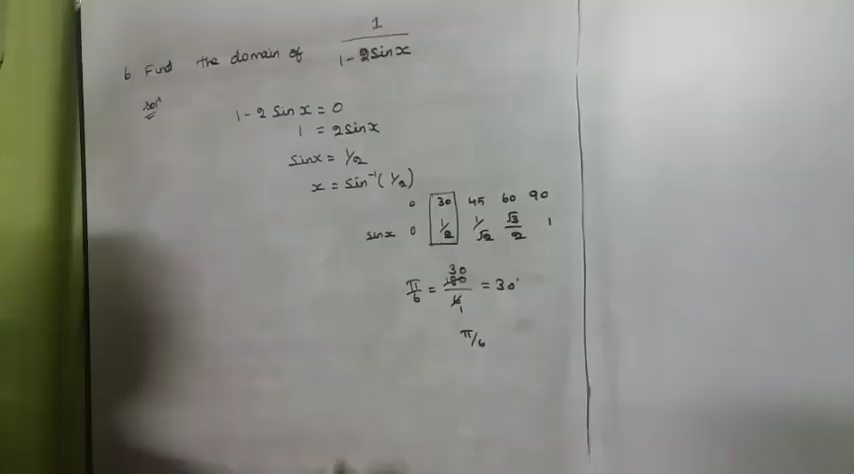 6 Find the domain of 1/(1-2sinx)
Solⁿ
1-2 sin x = 0
1 = 2sinx
sinx = 1/2
x = sin⁻¹(1/2)
0 30 45 60 90
sinx 0 1/2 1/√2 √3/2 1
π/6 = 180/6 = 30°
30
1
π/6